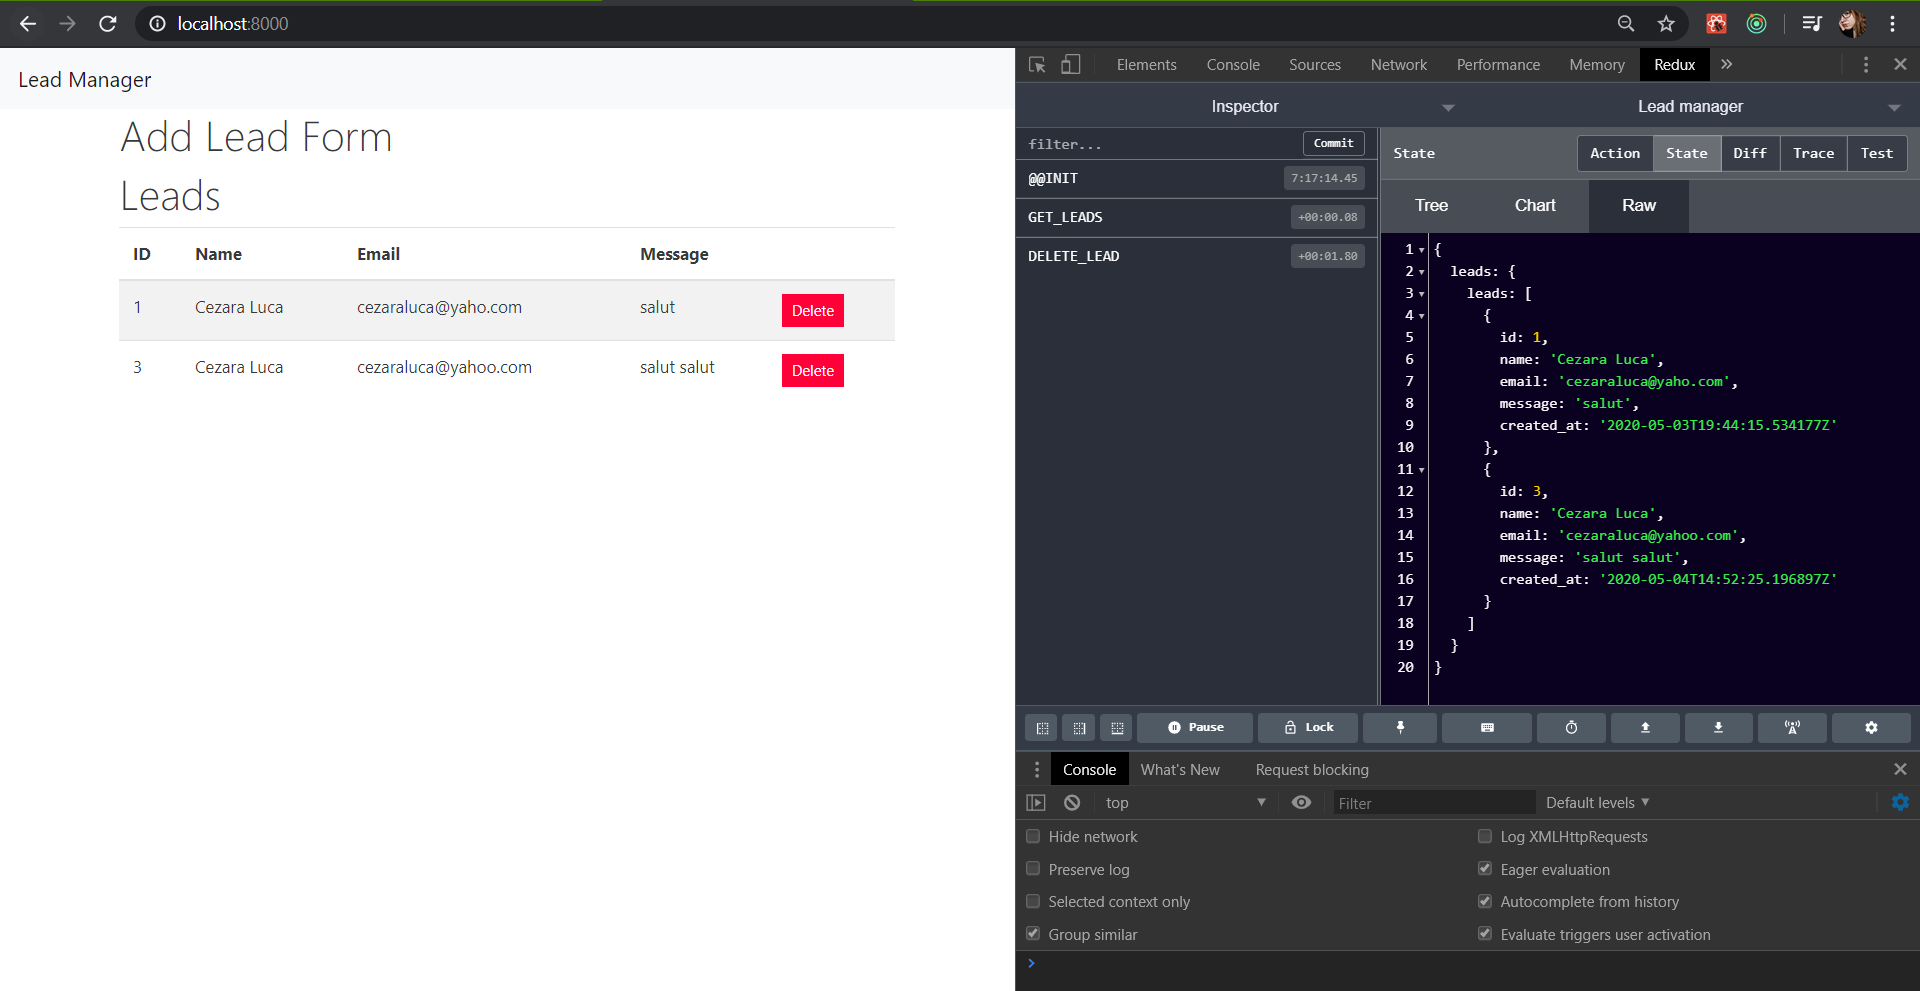 localhost:8000
Lead Manager
Add Lead Form
Leads
ID Name Email Message
1 Cezara Luca cezaraluca@yaho.com salut Delete
3 Cezara Luca cezaraluca@yahoo.com salut salut Delete
Elements Console Sources Network Performance Memory Redux
Inspector Lead manager
filter... Commit
@@INIT 7:17:14.45
GET_LEADS +00:00.08
DELETE_LEAD +00:01.80
State Action State Diff Trace Test
Tree Chart Raw
1 {
2 leads: {
3 leads: [
4 {
5 id: 1,
6 name: 'Cezara Luca',
7 email: 'cezaraluca@yaho.com',
8 message: 'salut',
9 created_at: '2020-05-03T19:44:15.534177Z'
10 },
11 {
12 id: 3,
13 name: 'Cezara Luca',
14 email: 'cezaraluca@yahoo.com',
15 message: 'salut salut',
16 created_at: '2020-05-04T14:52:25.196897Z'
17 }
18 ]
19 }
20 }
Pause Lock
Console What's New Request blocking
top Filter Default levels
Hide network Log XMLHttpRequests
Preserve log Eager evaluation
Selected context only Autocomplete from history
Group similar Evaluate triggers user activation